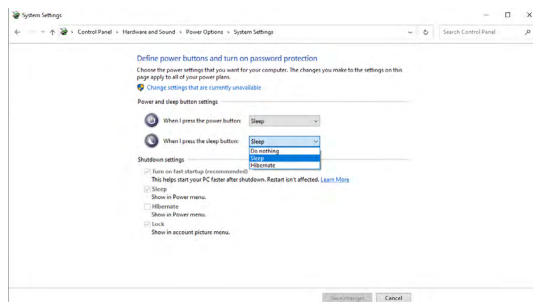 System Settings
Control Panel > Hardware and Sound > Power Options > System Settings
Search Control Panel
Define power buttons and turn on password protection
Choose the power settings that you want for your computer. The changes you make to the settings on this
page apply to all of your power plans.
Change settings that are currently unavailable
Power and sleep button settings
When I press the power button: Sleep
When I press the sleep button: Sleep
Do nothing
Sleep
Hibernate
Shutdown settings
Turn on fast startup (recommended)
This helps start your PC faster after shutdown. Restart isn't affected. Learn More
Sleep
Show in Power menu.
Hibernate
Show in Power menu.
Lock
Show in account picture menu.
Save changes Cancel